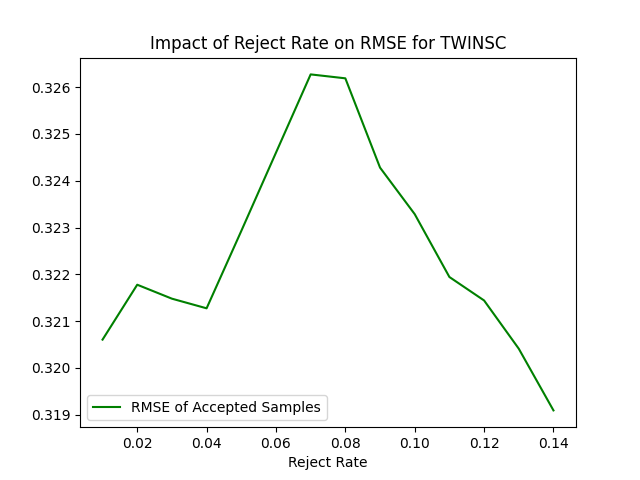 Impact of Reject Rate on RMSE for TWINSC
0.326
0.325
0.324
0.323
0.322
0.321
0.320
0.319
RMSE of Accepted Samples
0.02 0.04 0.06 0.08 0.10 0.12 0.14
Reject Rate